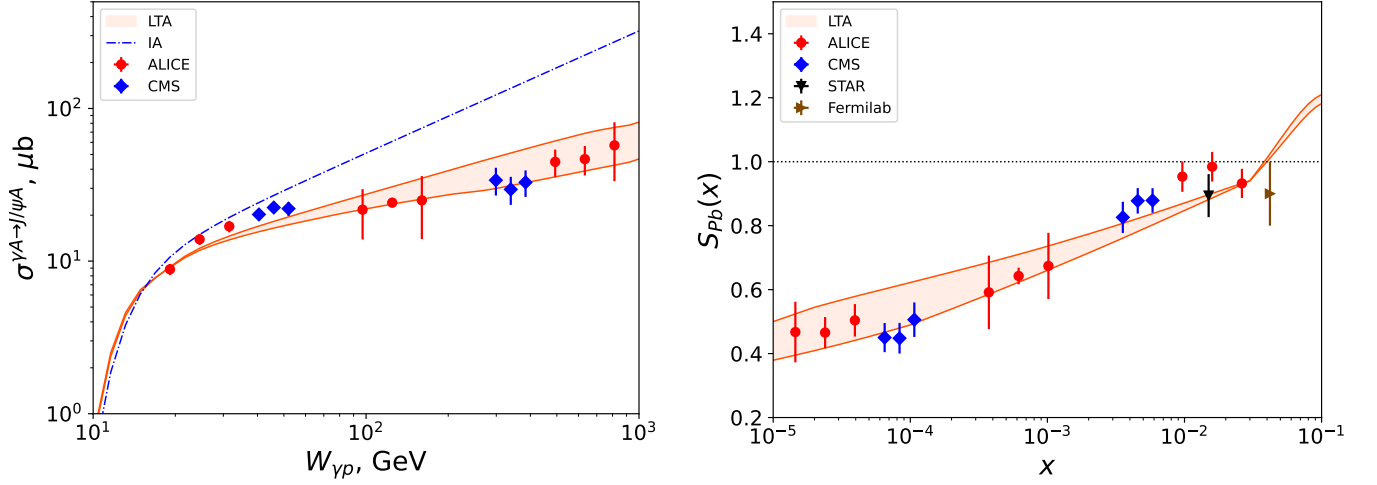 LTA
IA
ALICE
CMS
10²
10¹
10⁰
σ^{γA→J/ψA}, μb
10¹
10²
10³
W_{γp}, GeV
LTA
ALICE
CMS
STAR
Fermilab
1.4
1.2
1.0
0.8
0.6
0.4
0.2
S_{Pb}(x)
10⁻⁵
10⁻⁴
10⁻³
10⁻²
10⁻¹
x